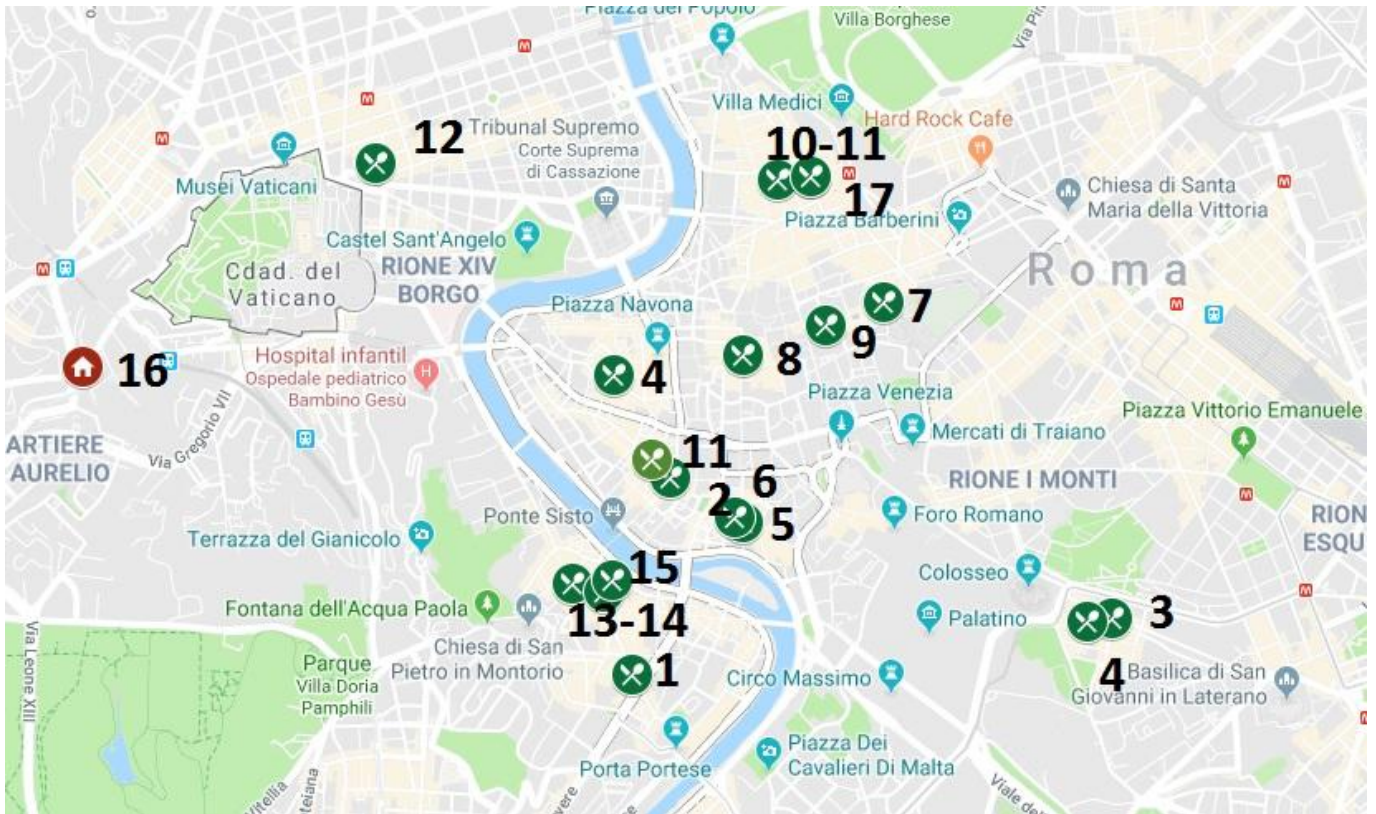 Piazza del Popolo
Villa Borghese
Villa Medici
Hard Rock Cafe
12
Tribunal Supremo
Corte Suprema
di Cassazione
10-11
17
Musei Vaticani
Piazza Barberini
Chiesa di Santa
Maria della Vittoria
Castel Sant'Angelo
RIONE XIV
BORGO
Cdad. del
Vaticano
Roma
Piazza Navona
7
9
8
16
Hospital infantil
Ospedale pediatrico
Bambino Gesù
4
Piazza Venezia
Via Gregorio VII
Mercati di Traiano
Piazza Vittorio Emanuele
ARTIERE
AURELIO
11
6
2
5
RIONE I MONTI
Ponte Sisto
Foro Romano
RION
ESQU
Terrazza del Gianicolo
15
Colosseo
Fontana dell'Acqua Paola
13-14
Palatino
3
4
Chiesa di San
Pietro in Montorio
1
Circo Massimo
Basilica di San
Giovanni in Laterano
Via Leone XIII
Parque
Villa Doria
Pamphili
Porta Portese
Piazza Dei
Cavalieri Di Malta
Vitellia
teiana
vere
Viale de
M
M
M
M
M
M
M
M
M
H